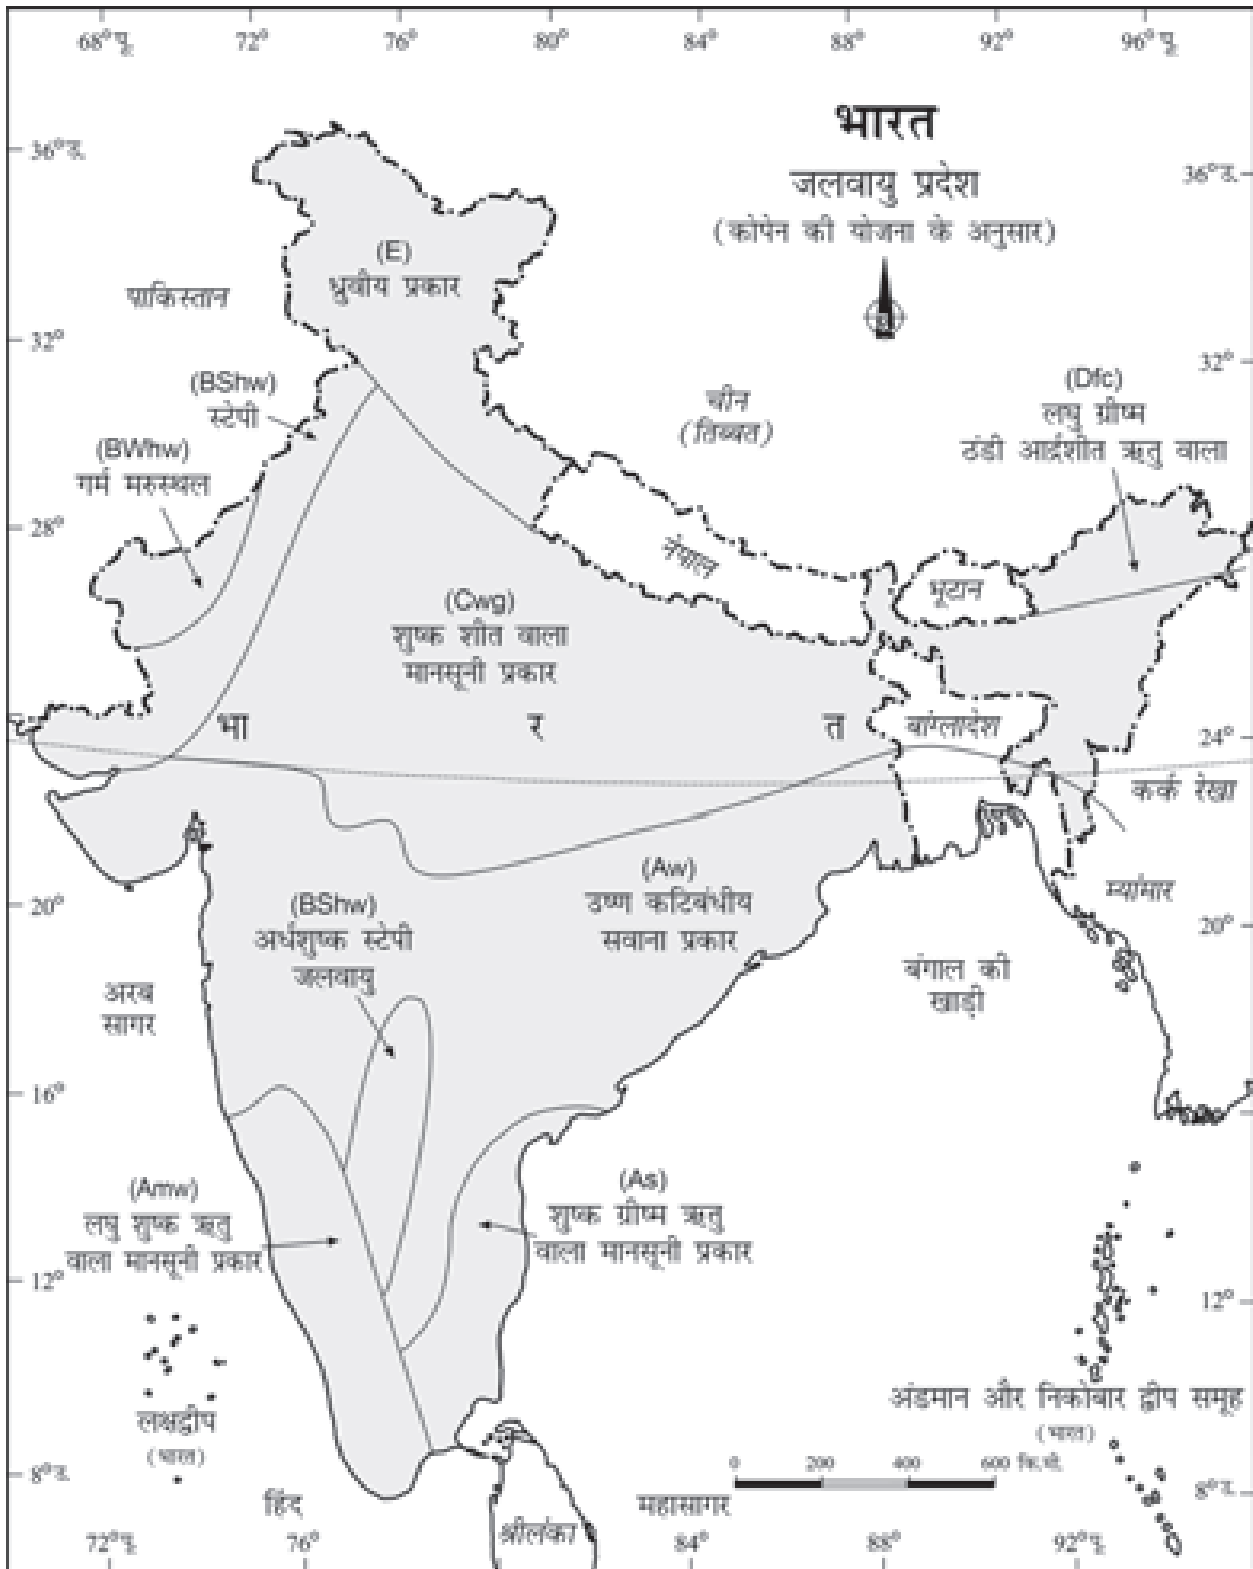 68°पू.
72°
76°
80°
84°
88°
92°
96°पू.
भारत
जलवायु प्रदेश
(कोपेन की योजना के अनुसार)
36°उ.
36°उ.
(E)
ध्रुवीय प्रकार
पाकिस्तान
32°
32°
(BShw)
स्टेपी
(BWhw)
गर्म मरुस्थल
चीन
(तिब्बत)
(Dfc)
लघु ग्रीष्म
ठंडी आर्द्रशीत ऋतु वाला
28°
नेपाल
भूटान
(Cwg)
शुष्क शीत वाला
मानसूनी प्रकार
भा र त
बांग्लादेश
24°
कर्क रेखा
(Aw)
उष्ण कटिबंधीय
सवाना प्रकार
म्यांमार
20°
20°
(BShw)
अर्धशुष्क स्टेपी
जलवायु
अरब
सागर
बंगाल की
खाड़ी
16°
(Amw)
लघु शुष्क ऋतु
वाला मानसूनी प्रकार
(As)
शुष्क ग्रीष्म ऋतु
वाला मानसूनी प्रकार
12°
12°
लक्षद्वीप
(भारत)
अंडमान और निकोबार द्वीप समूह
(भारत)
0 200 400 600 कि.मी.
8°उ.
8°उ.
हिंद
महासागर
श्रीलंका
72°पू.
76°
84°
88°
92°पू.